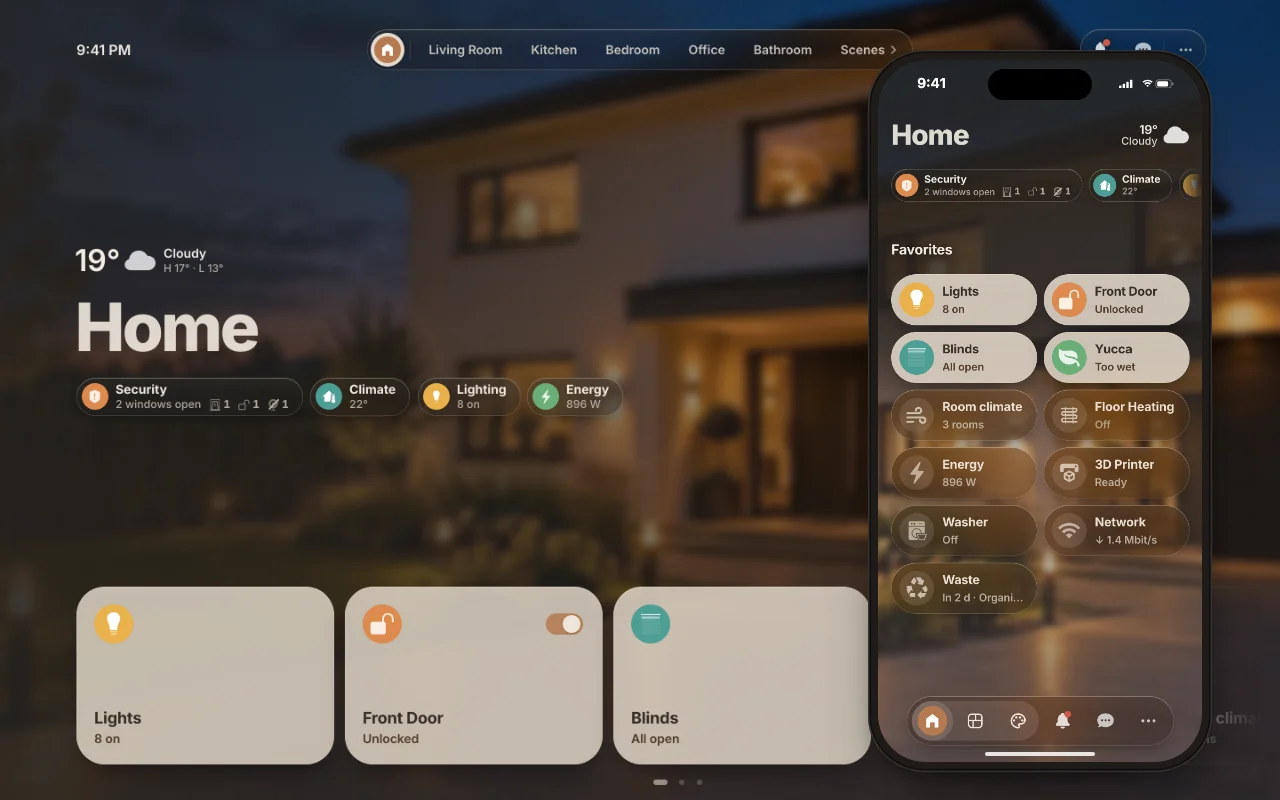 9:41 PM
Living Room
Kitchen
Bedroom
Office
Bathroom
Scenes
19°
Cloudy
H 17° · L 13°
Home
Security
2 windows open 1 1 1
Climate
22°
Lighting
8 on
Energy
896 W
Lights
8 on
Front Door
Unlocked
Blinds
All open
9:41
Home
19°
Cloudy
Security
2 windows open 1 1 1
Climate
22°
Favorites
Lights
8 on
Front Door
Unlocked
Blinds
All open
Yucca
Too wet
Room climate
3 rooms
Floor Heating
Off
Energy
896 W
3D Printer
Ready
Washer
Off
Network
↓ 1.4 Mbit/s
Waste
In 2 d · Organi...